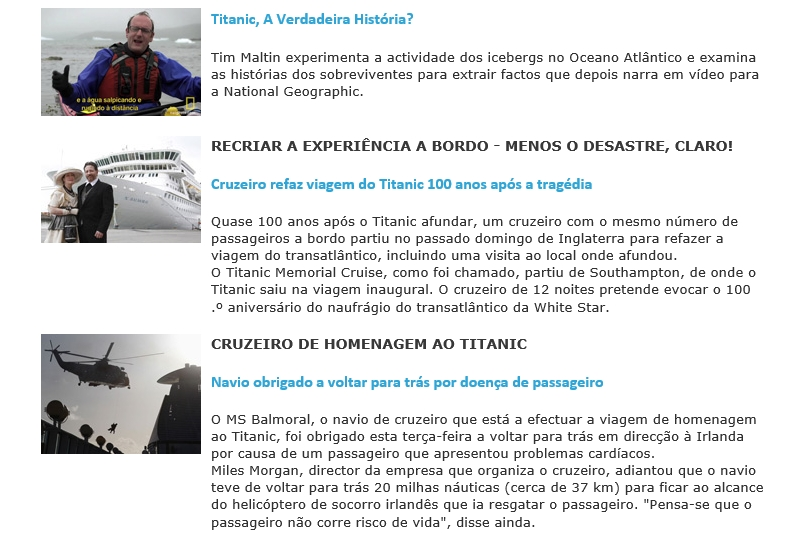 Titanic, A Verdadeira História?
Tim Maltin experimenta a actividade dos icebergs no Oceano Atlântico e examina
as histórias dos sobreviventes para extrair factos que depois narra em vídeo para
a National Geographic.
e a água salpicando e
rugindo à distância
RECRIAR A EXPERIÊNCIA A BORDO - MENOS O DESASTRE, CLARO!
Cruzeiro refaz viagem do Titanic 100 anos após a tragédia
Quase 100 anos após o Titanic afundar, um cruzeiro com o mesmo número de
passageiros a bordo partiu no passado domingo de Inglaterra para refazer a
viagem do transatlântico, incluindo uma visita ao local onde afundou.
O Titanic Memorial Cruise, como foi chamado, partiu de Southampton, de onde o
Titanic saiu na viagem inaugural. O cruzeiro de 12 noites pretende evocar o 100
.º aniversário do naufrágio do transatlântico da White Star.
CRUZEIRO DE HOMENAGEM AO TITANIC
Navio obrigado a voltar para trás por doença de passageiro
O MS Balmoral, o navio de cruzeiro que está a efectuar a viagem de homenagem
ao Titanic, foi obrigado esta terça-feira a voltar para trás em direcção à Irlanda
por causa de um passageiro que apresentou problemas cardíacos.
Miles Morgan, director da empresa que organiza o cruzeiro, adiantou que o navio
teve de voltar para trás 20 milhas náuticas (cerca de 37 km) para ficar ao alcance
do helicóptero de socorro irlandês que ia resgatar o passageiro. "Pensa-se que o
passageiro não corre risco de vida", disse ainda.